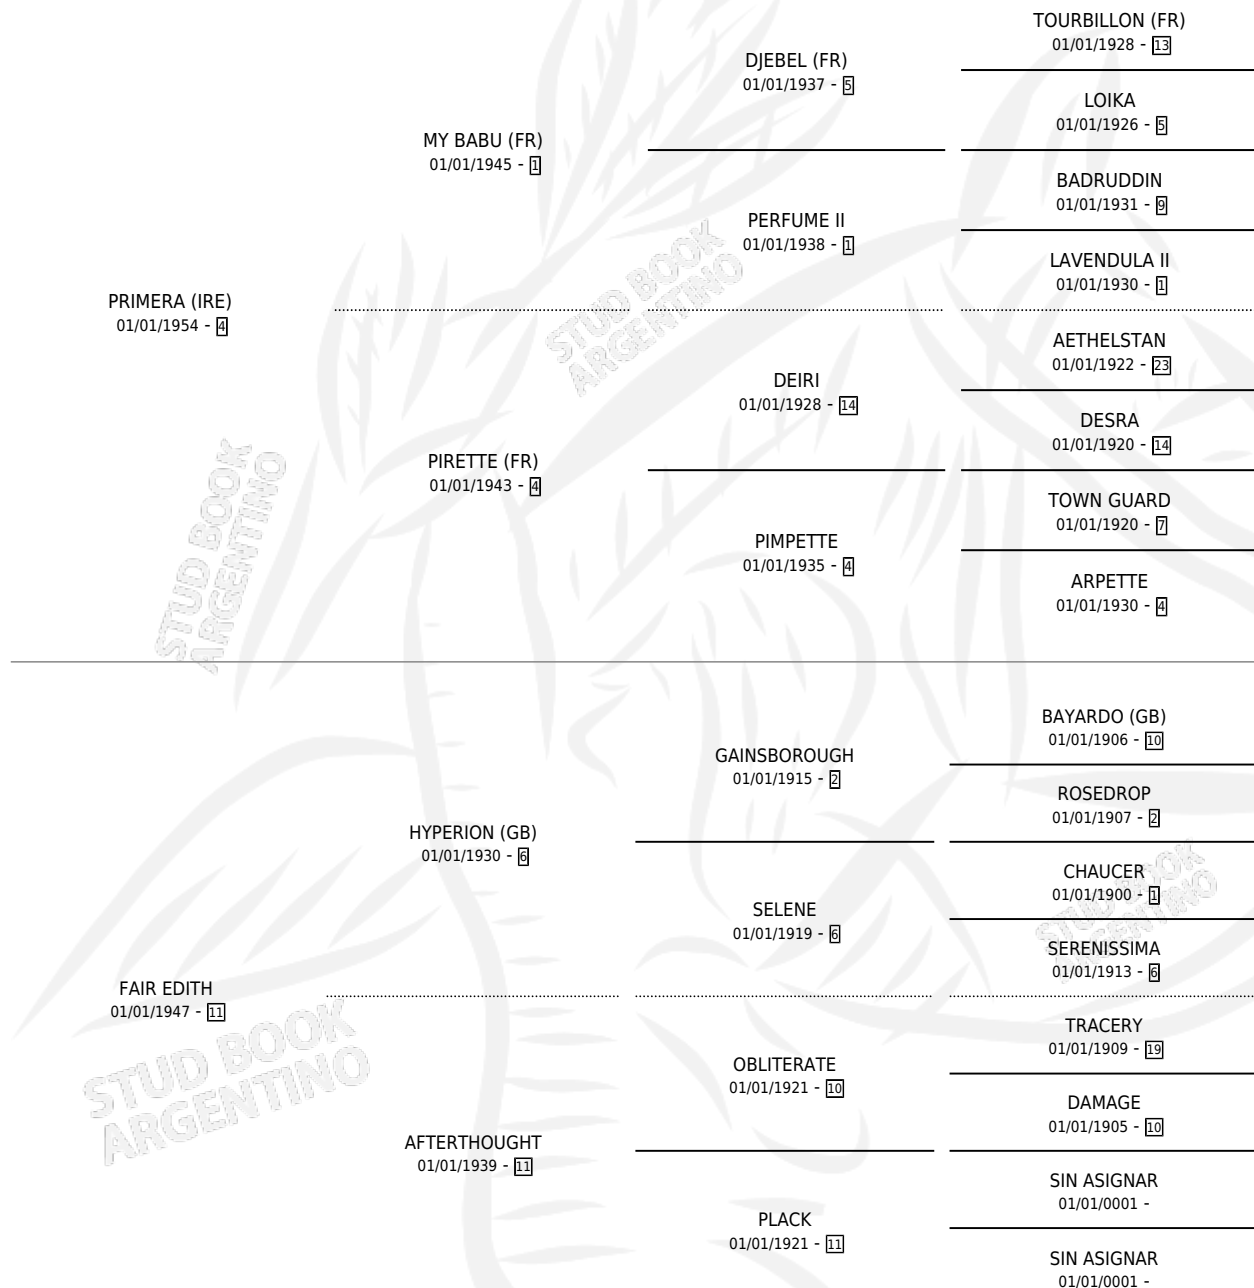 TOURBILLON (FR)
01/01/1928 - 13
DJEBEL (FR)
01/01/1937 - 5
LOIKA
01/01/1926 - 5
MY BABU (FR)
01/01/1945 - 1
BADRUDDIN
01/01/1931 - 9
PERFUME II
01/01/1938 - 1
LAVENDULA II
01/01/1930 - 1
PRIMERA (IRE)
01/01/1954 - 4
AETHELSTAN
01/01/1922 - 23
DEIRI
01/01/1928 - 14
DESRA
01/01/1920 - 14
PIRETTE (FR)
01/01/1943 - 4
TOWN GUARD
01/01/1920 - 7
PIMPETTE
01/01/1935 - 4
ARPETTE
01/01/1930 - 4
BAYARDO (GB)
01/01/1906 - 10
GAINSBOROUGH
01/01/1915 - 2
ROSEDROP
01/01/1907 - 2
HYPERION (GB)
01/01/1930 - 6
CHAUCER
01/01/1900 - 1
SELENE
01/01/1919 - 6
SERENISSIMA
01/01/1913 - 6
FAIR EDITH
01/01/1947 - 11
TRACERY
01/01/1909 - 19
OBLITERATE
01/01/1921 - 10
DAMAGE
01/01/1905 - 10
AFTERTHOUGHT
01/01/1939 - 11
SIN ASIGNAR
01/01/0001 -
PLACK
01/01/1921 - 11
SIN ASIGNAR
01/01/0001 -
STUD BOOK
ARGENTINO
STUD BOOK
ARGENTINO
STUD BOOK
ARGENTINO
STUD BOOK
ARGENTINO